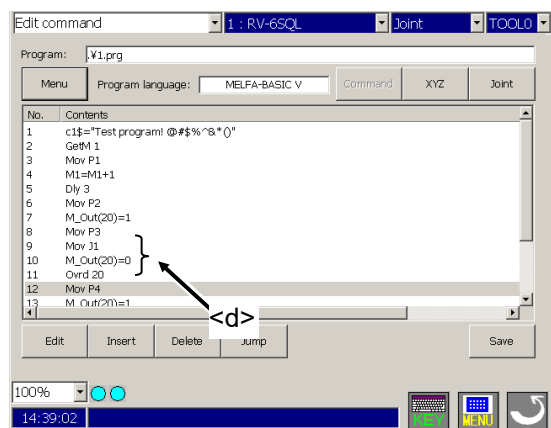 Edit command 1 : RV-6SQL Joint TOOL0
Program: .¥1.prg
Menu Program language: MELFA-BASIC V Command XYZ Joint
No. Contents
1 c1$="Test program! @#$%^&*()"
2 GetM 1
3 Mov P1
4 M1=M1+1
5 Dly 3
6 Mov P2
7 M_Out(20)=1
8 Mov P3
9 Mov J1
10 M_Out(20)=0
11 Ovrd 20
12 Mov P4
13 M_Out(20)=1
<d>
Edit Insert Delete Jump Save
100%
KEY MENU
14:39:02